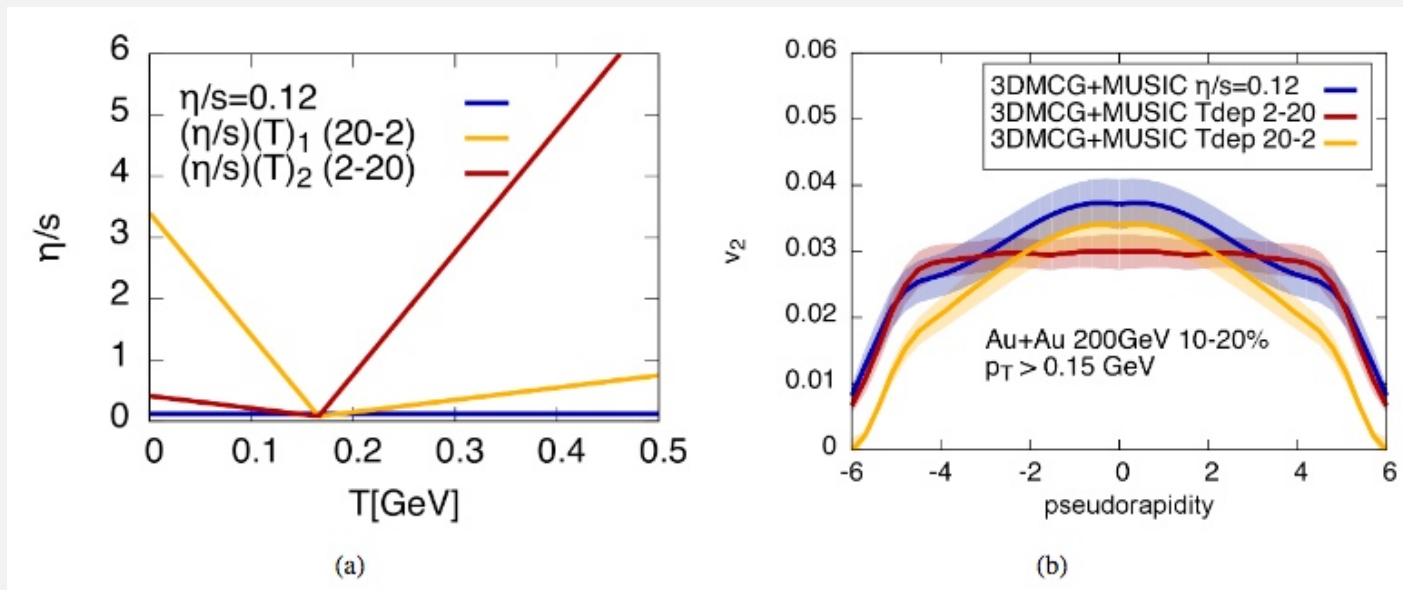 6
5
4
3
2
1
0
η/s
η/s=0.12
(η/s)(T)₁ (20-2)
(η/s)(T)₂ (2-20)
0 0.1 0.2 0.3 0.4 0.5
T[GeV]
(a)
0.06
0.05
0.04
0.03
0.02
0.01
0
v₂
3DMCG+MUSIC η/s=0.12
3DMCG+MUSIC Tdep 2-20
3DMCG+MUSIC Tdep 20-2
Au+Au 200GeV 10-20%
p_T > 0.15 GeV
-6 -4 -2 0 2 4 6
pseudorapidity
(b)